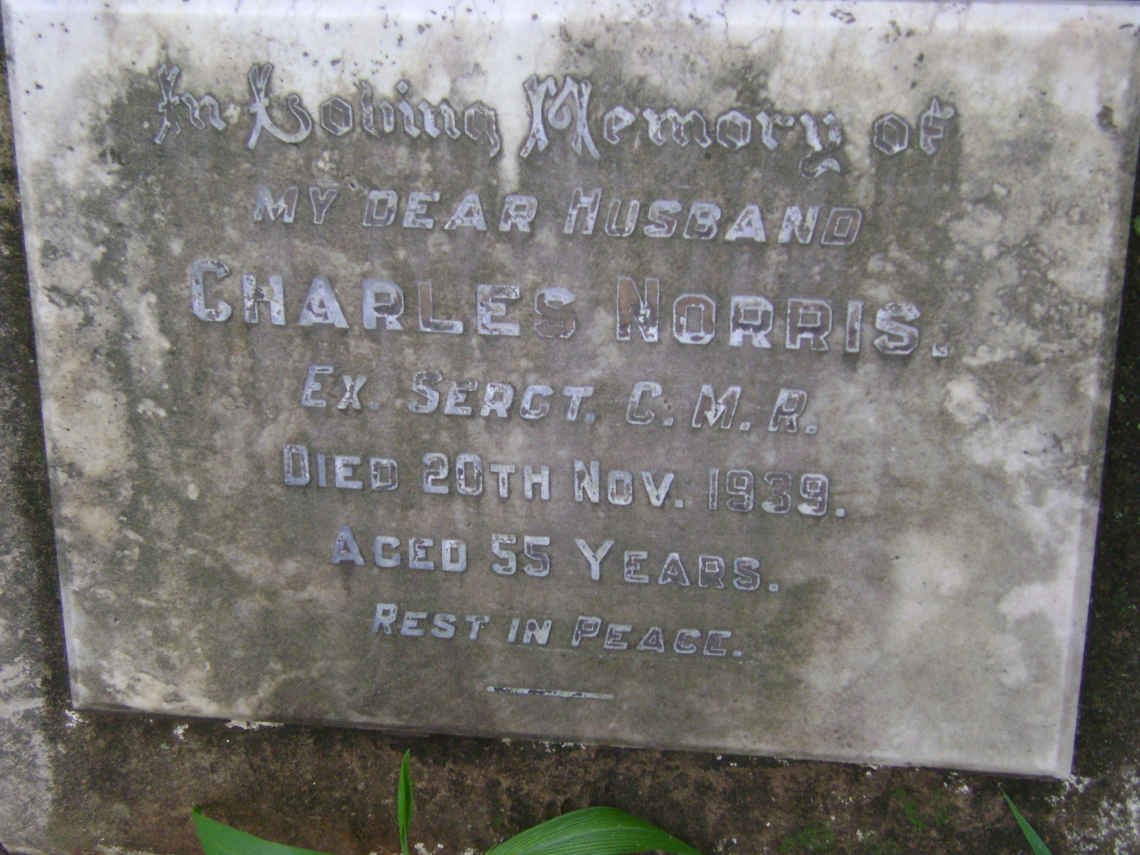 In Loving Memory of
MY DEAR HUSBAND
CHARLES NORRIS.
EX. SERGT. C.M.R.
DIED 20TH NOV. 1939.
AGED 55 YEARS.
REST IN PEACE.